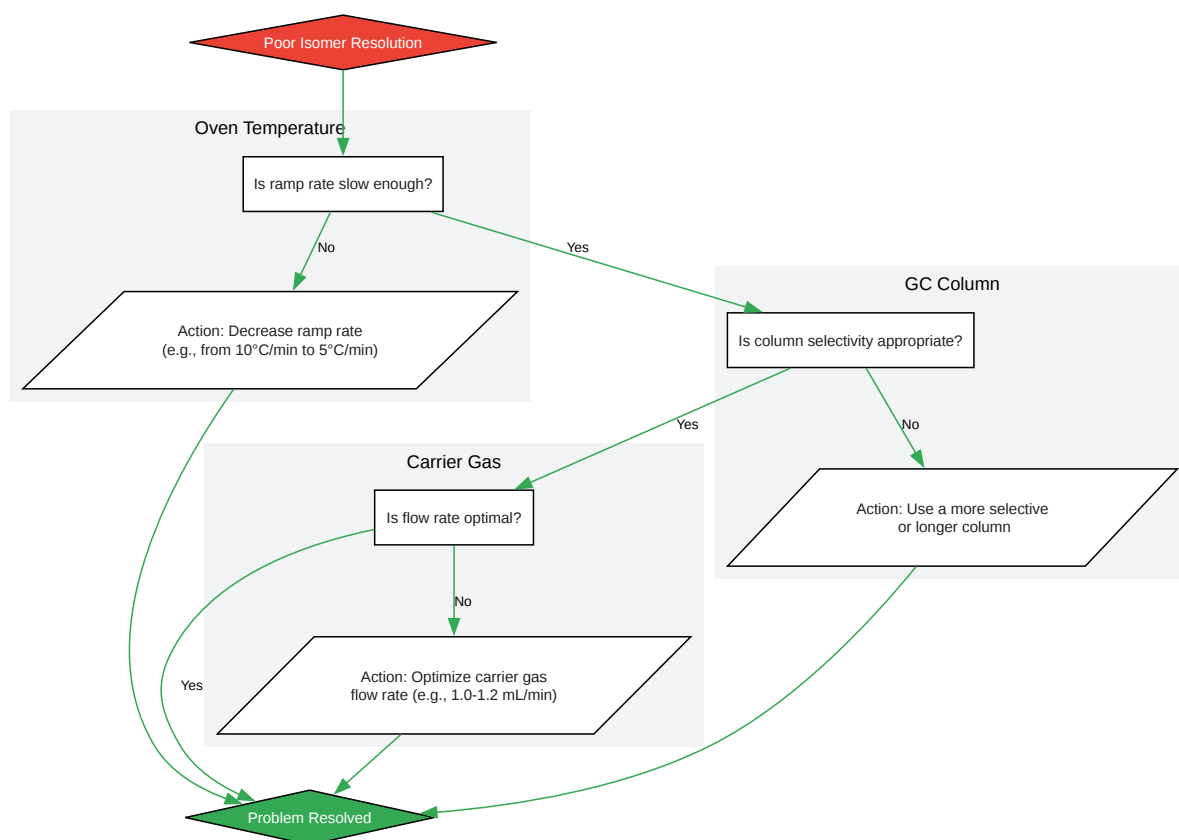 Poor Isomer Resolution
Oven Temperature
Is ramp rate slow enough?
No
Yes
Action: Decrease ramp rate
(e.g., from 10°C/min to 5°C/min)
GC Column
Is column selectivity appropriate?
Yes
No
Action: Use a more selective
or longer column
Carrier Gas
Is flow rate optimal?
No
Yes
Action: Optimize carrier gas
flow rate (e.g., 1.0-1.2 mL/min)
Problem Resolved